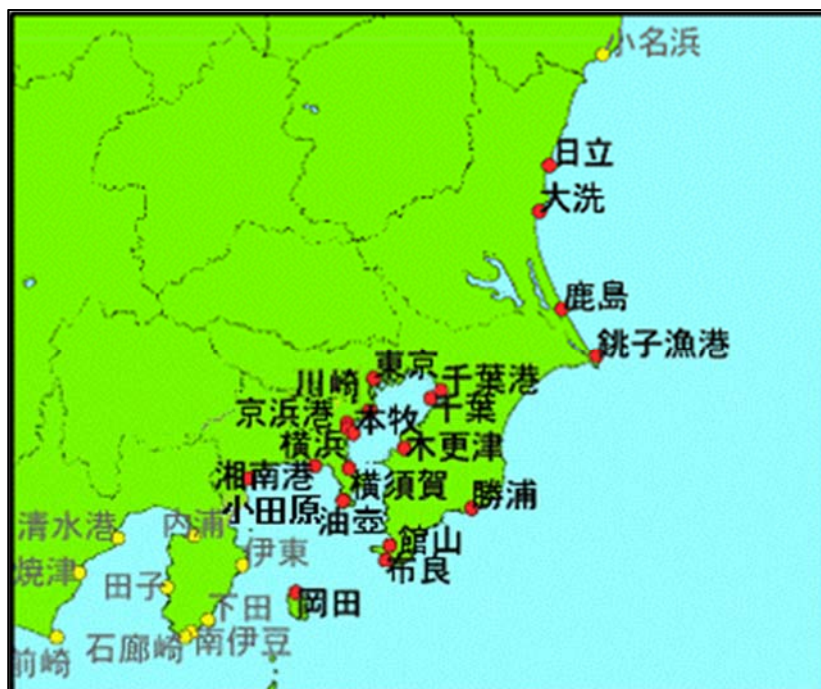 小名浜
日立
大洗
鹿島
銚子漁港
東京
川崎
千葉港
千葉
京浜港
本牧
横浜
木更津
湘南港
横須賀
勝浦
小田原
油壺
清水港
内浦
館山
伊東
布良
焼津
田子
岡田
下田
石廊崎
南伊豆
前崎